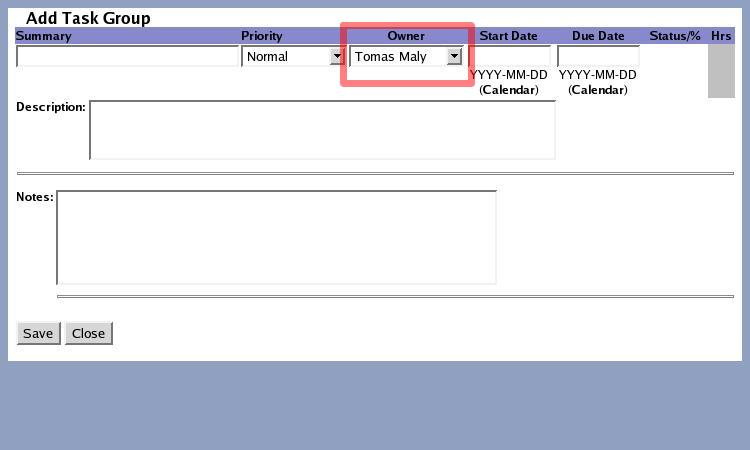 Add Task Group
Summary Priority Owner Start Date Due Date Status/% Hrs
Normal Tomas Maly
YYYY-MM-DD YYYY-MM-DD
(Calendar) (Calendar)
Description:
Notes:
Save Close